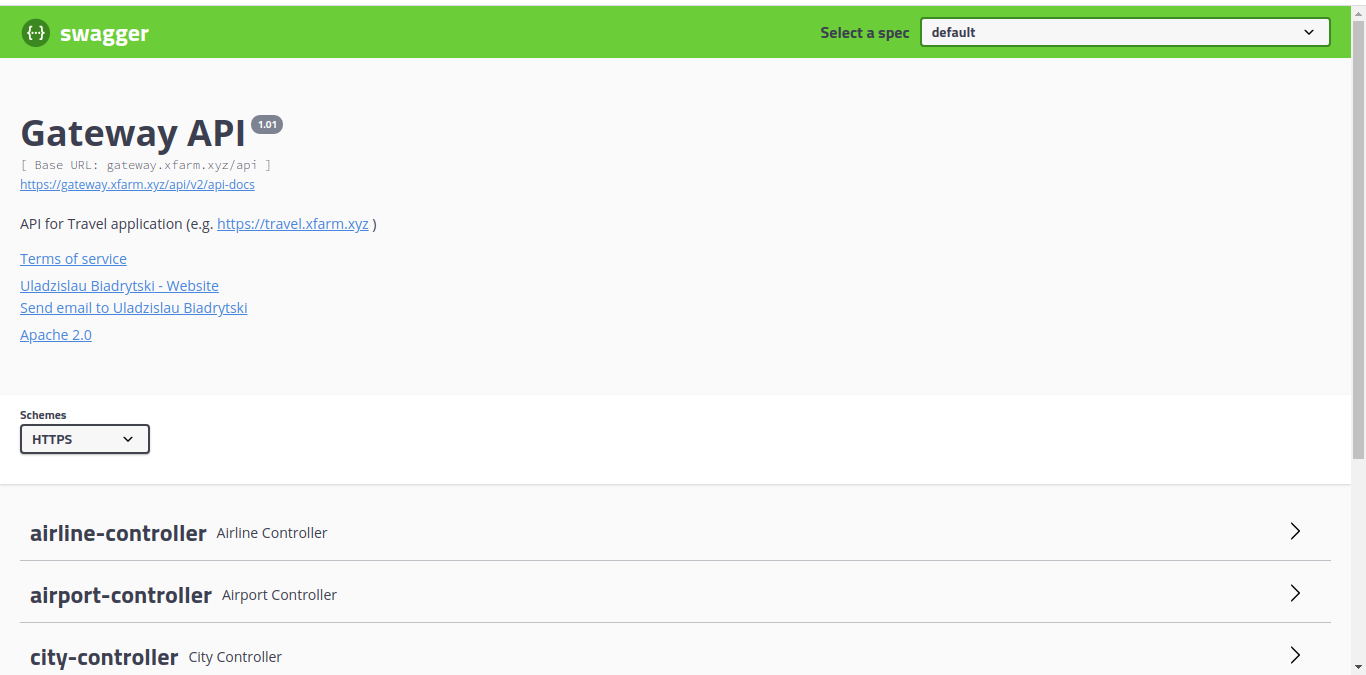 {··} swagger Select a spec default
Gateway API 1.01
[ Base URL: gateway.xfarm.xyz/api ]
https://gateway.xfarm.xyz/api/v2/api-docs
API for Travel application (e.g. https://travel.xfarm.xyz )
Terms of service
Uladzislau Biadrytski - Website
Send email to Uladzislau Biadrytski
Apache 2.0
Schemes
HTTPS
airline-controller Airline Controller
airport-controller Airport Controller
city-controller City Controller